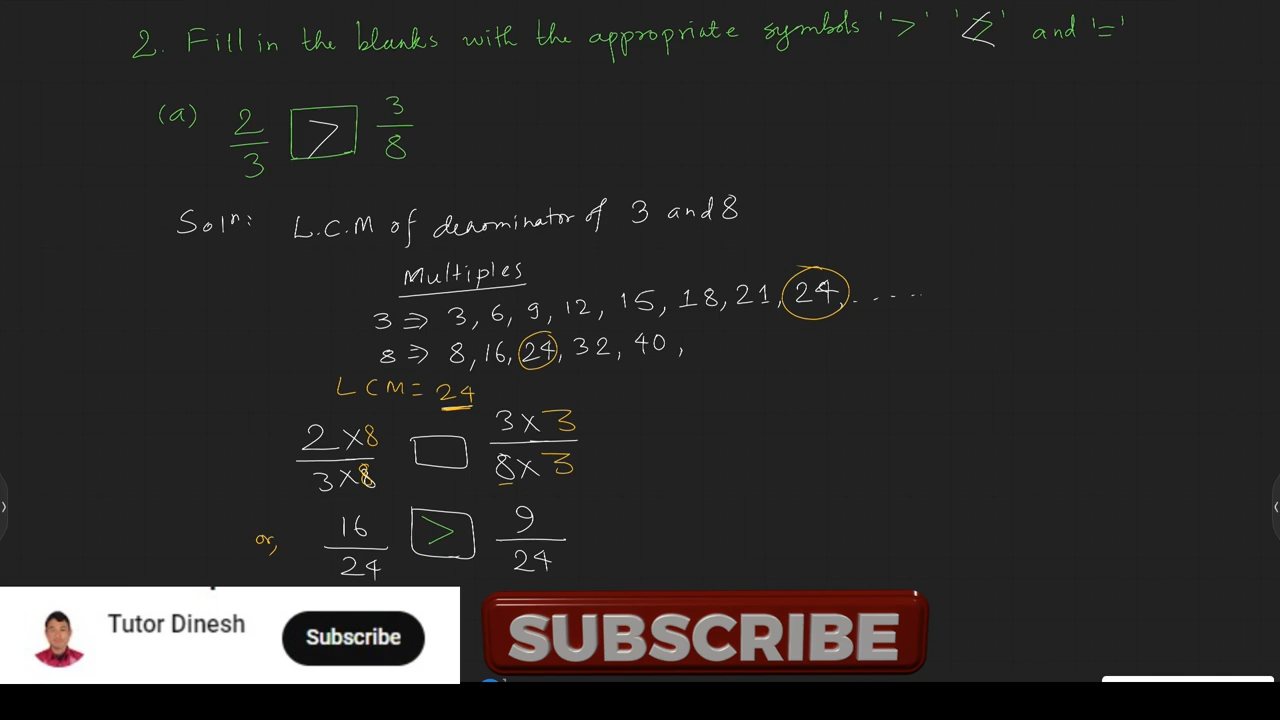 2. Fill in the blanks with the appropriate symbols '>' '<' and '='
(a) 2/3 > 3/8
Solⁿ: L.C.M of denominator of 3 and 8
Multiples
3 ⇒ 3, 6, 9, 12, 15, 18, 21, 24, ......
8 ⇒ 8, 16, 24, 32, 40,
LCM = 24
2×8/3×8 □ 3×3/8×3
or, 16/24 > 9/24
Tutor Dinesh
Subscribe
SUBSCRIBE